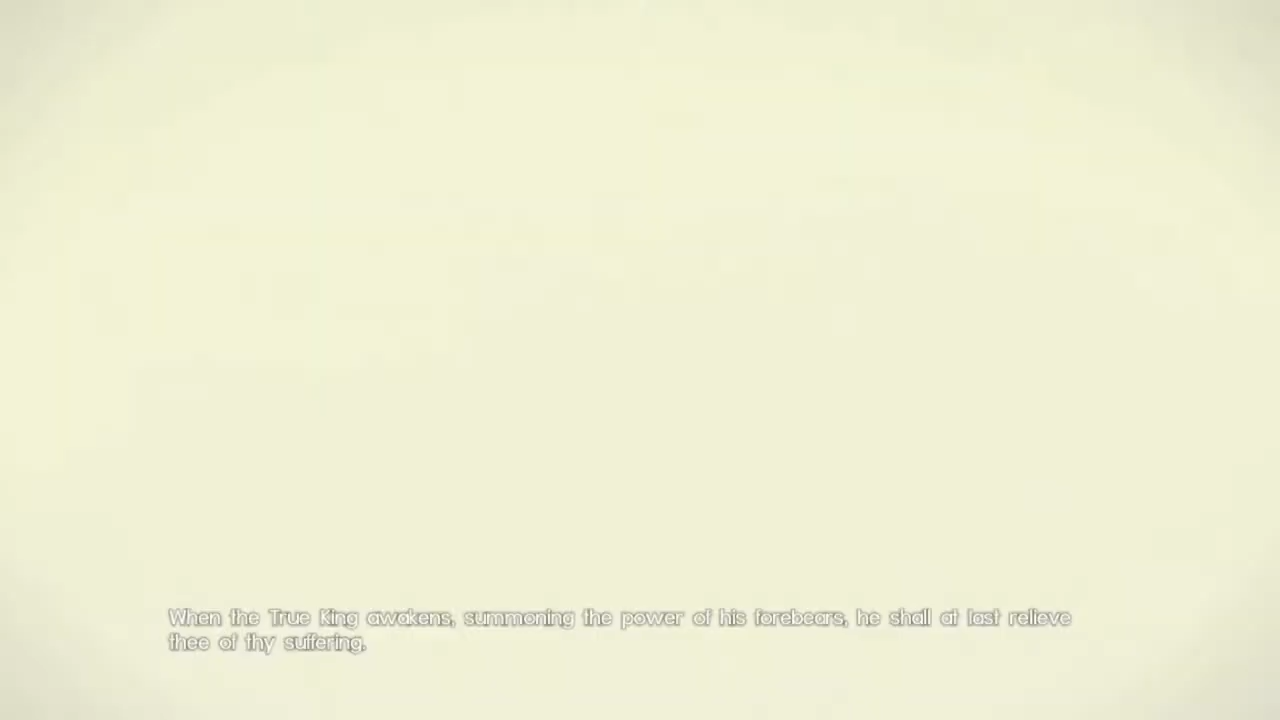 When the True King awakens, summoning the power of his forebears, he shall at last relieve
thee of thy suffering.